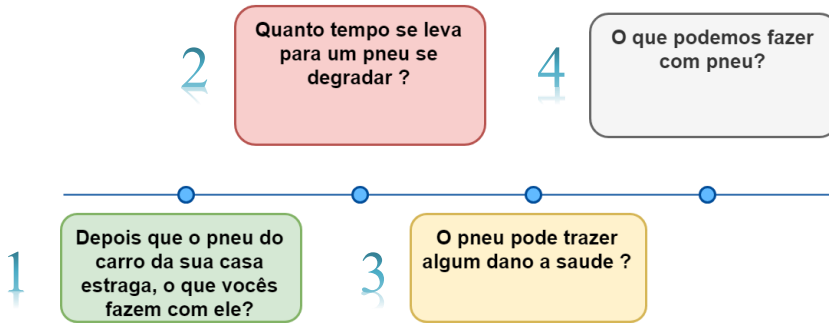 1
Depois que o pneu do
carro da sua casa
estraga, o que vocês
fazem com ele?
2
Quanto tempo se leva
para um pneu se
degradar ?
3
O pneu pode trazer
algum dano a saude ?
4
O que podemos fazer
com pneu?